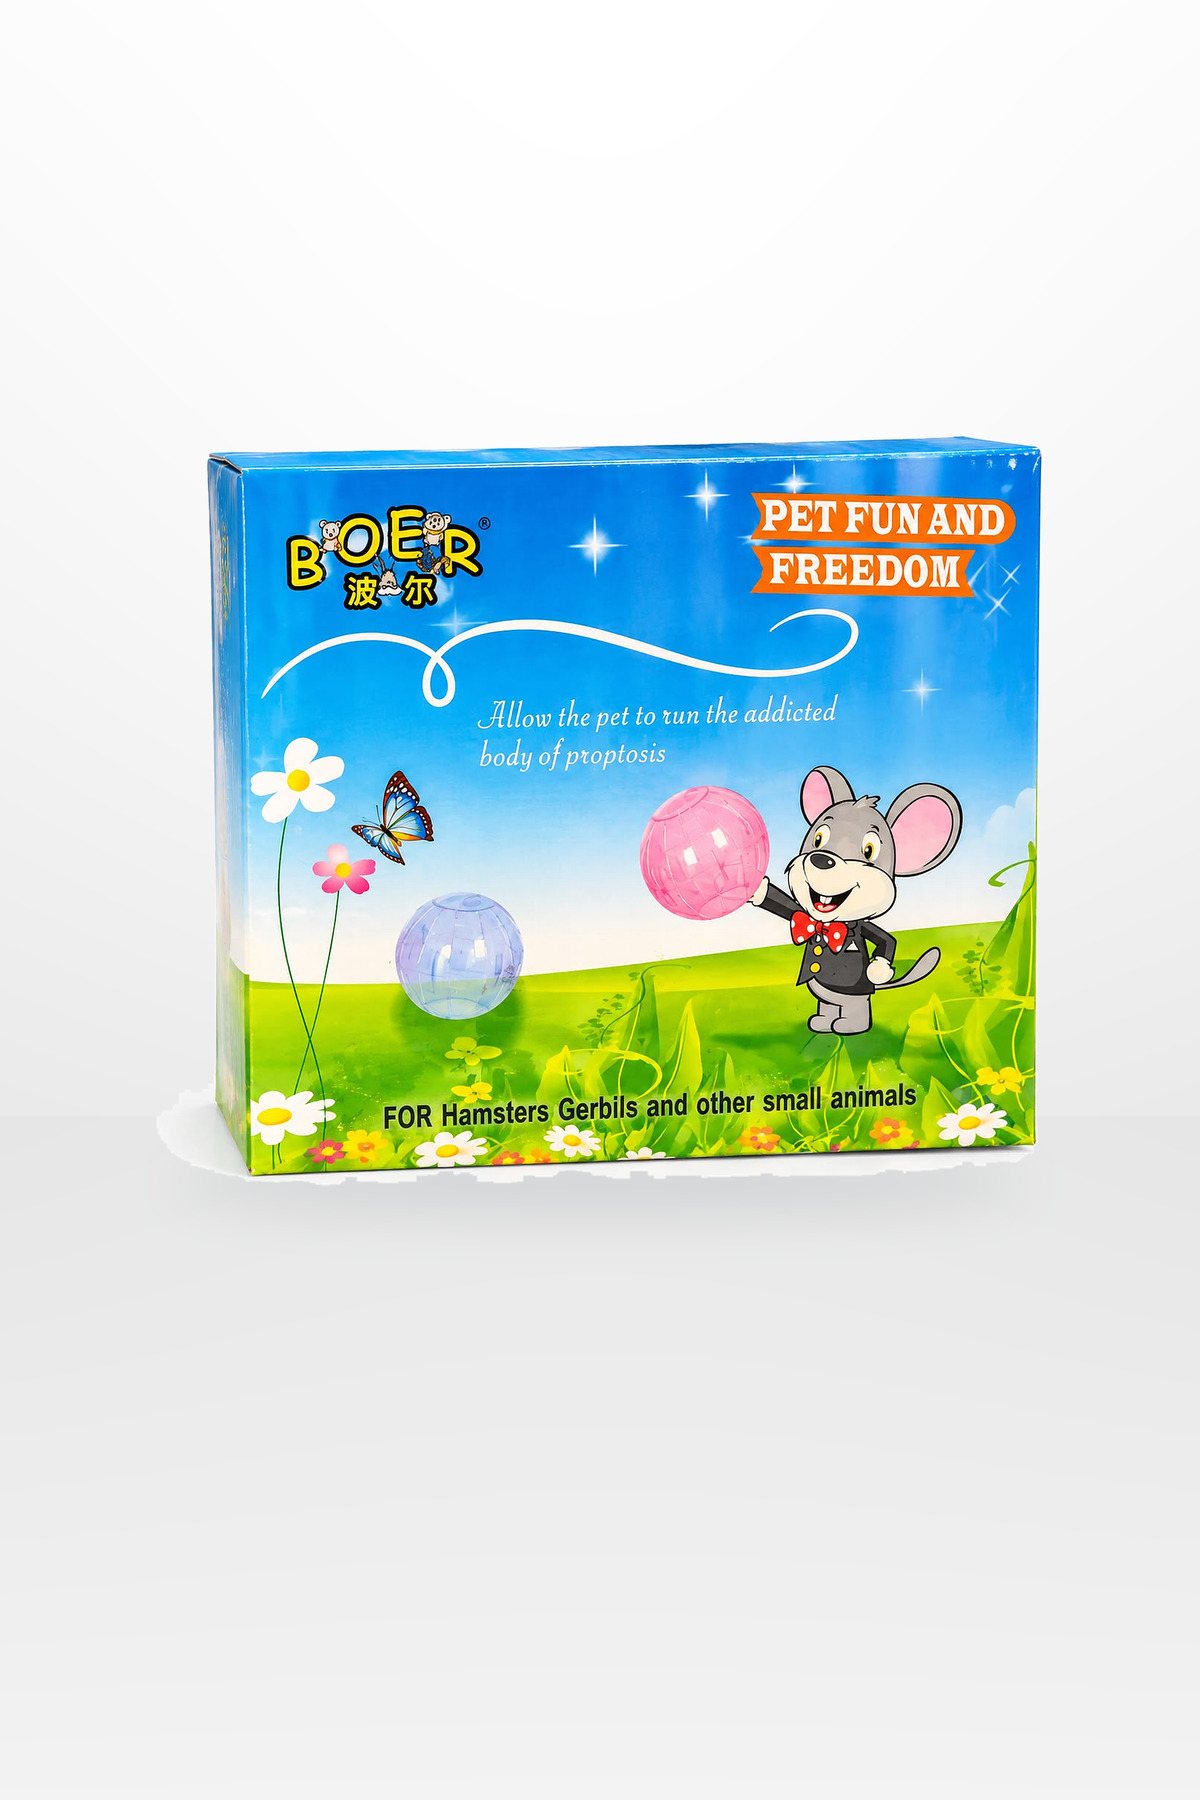 BOER®
波尔
PET FUN AND
FREEDOM
Allow the pet to run the addicted
body of proptosis
FOR Hamsters Gerbils and other small animals